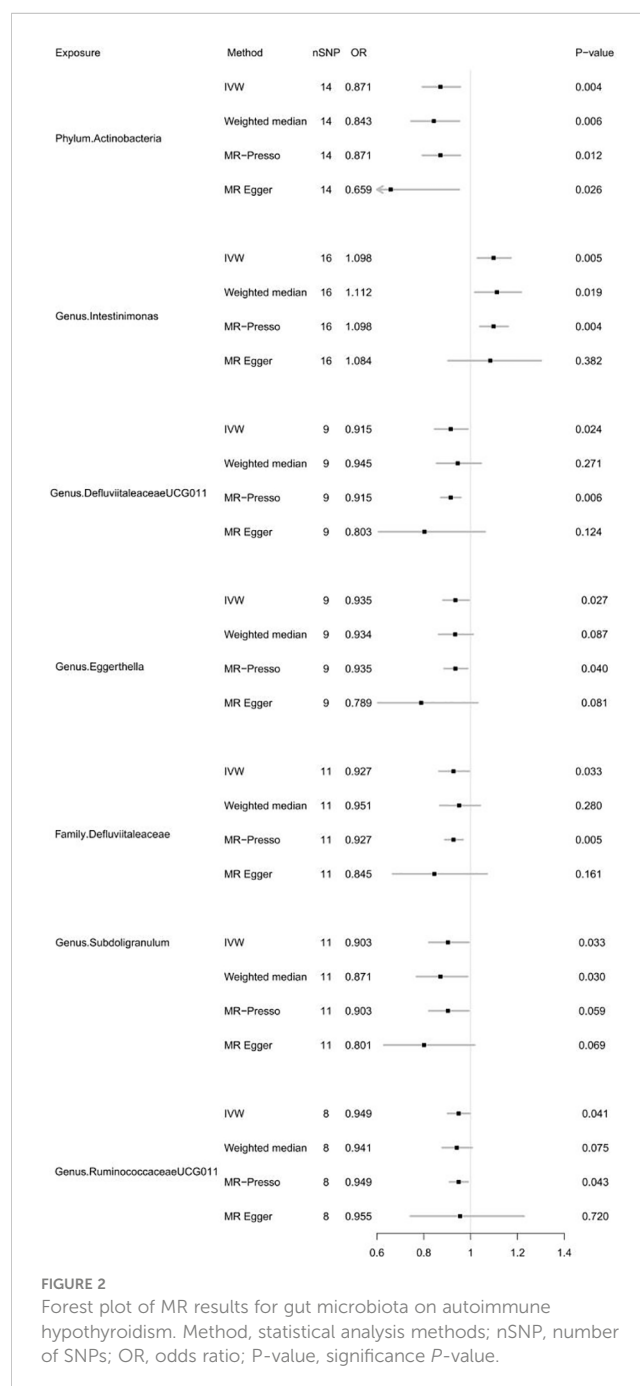 Exposure Method nSNP OR P-value
IVW 14 0.871 0.004
Weighted median 14 0.843 0.006
Phylum.Actinobacteria
MR-Presso 14 0.871 0.012
MR Egger 14 0.659 0.026
IVW 16 1.098 0.005
Weighted median 16 1.112 0.019
Genus.Intestinimonas
MR-Presso 16 1.098 0.004
MR Egger 16 1.084 0.382
IVW 9 0.915 0.024
Weighted median 9 0.945 0.271
Genus.DefluviitaleaceaeUCG011
MR-Presso 9 0.915 0.006
MR Egger 9 0.803 0.124
IVW 9 0.935 0.027
Weighted median 9 0.934 0.087
Genus.Eggerthella
MR-Presso 9 0.935 0.040
MR Egger 9 0.789 0.081
IVW 11 0.927 0.033
Weighted median 11 0.951 0.280
Family.Defluviitaleaceae
MR-Presso 11 0.927 0.005
MR Egger 11 0.845 0.161
Genus.Subdoligranulum IVW 11 0.903 0.033
Weighted median 11 0.871 0.030
MR-Presso 11 0.903 0.059
MR Egger 11 0.801 0.069
IVW 8 0.949 0.041
Weighted median 8 0.941 0.075
Genus.RuminococcaceaeUCG011
MR-Presso 8 0.949 0.043
MR Egger 8 0.955 0.720
0.6 0.8 1 1.2 1.4
FIGURE 2
Forest plot of MR results for gut microbiota on autoimmune
hypothyroidism. Method, statistical analysis methods; nSNP, number
of SNPs; OR, odds ratio; P-value, significance P-value.